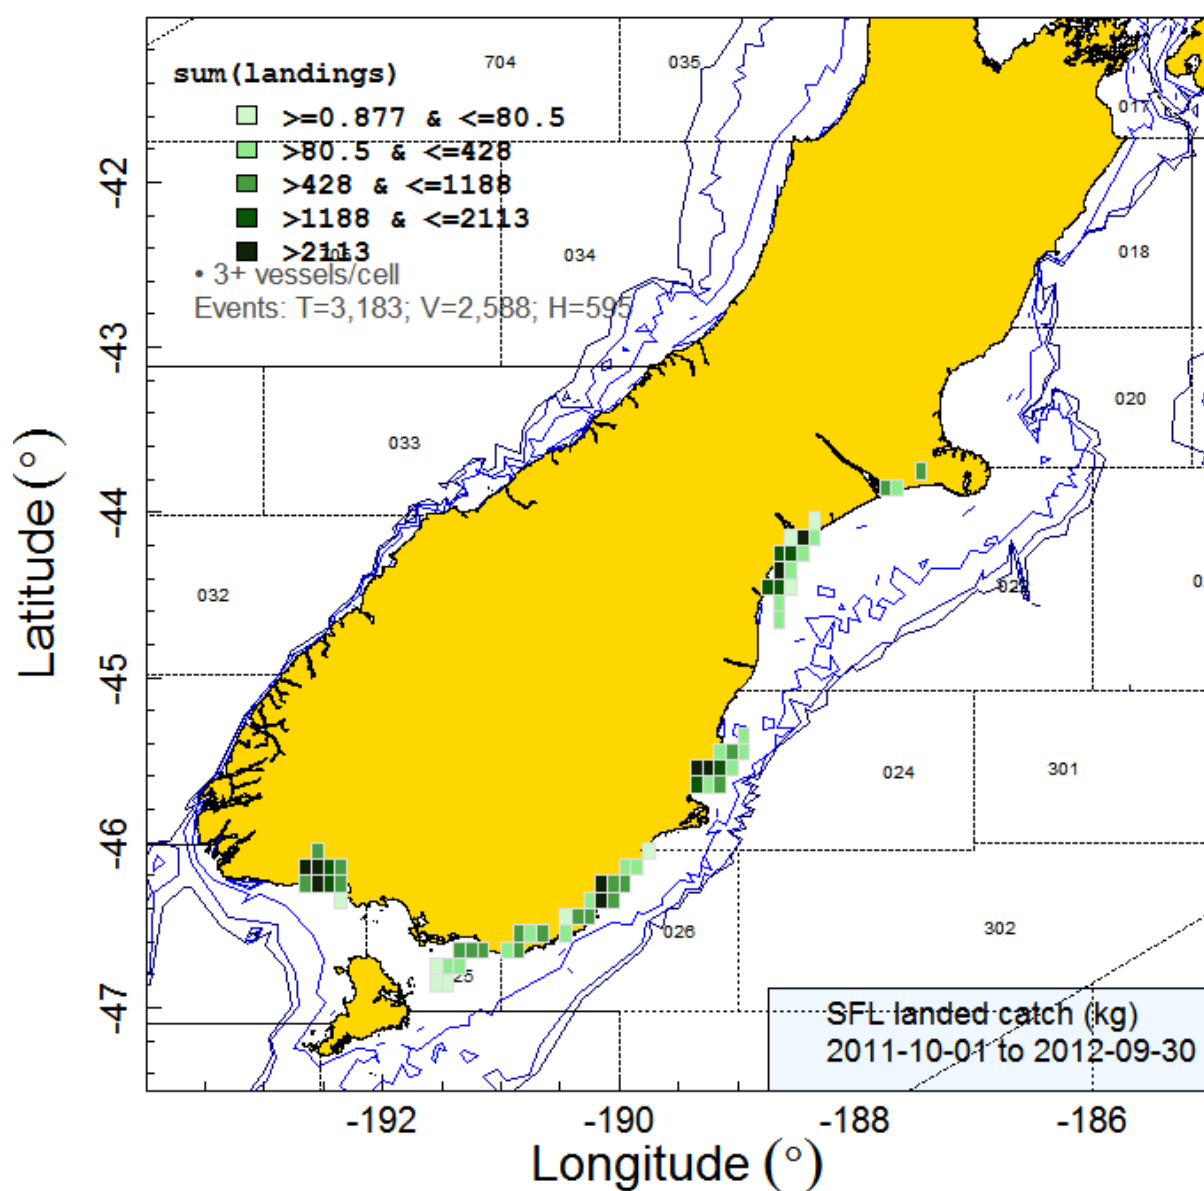 704
035
017
sum(landings)
>=0.877 & <=80.5
>80.5 & <=428
>428 & <=1188
>1188 & <=2113
>2113
• 3+ vessels/cell
Events: T=3,183; V=2,588; H=595
034
018
033
020
032
024
301
026
302
SFL landed catch (kg)
2011-10-01 to 2012-09-30
-42
-43
-44
-45
-46
-47
Latitude (°)
-192
-190
-188
-186
Longitude (°)